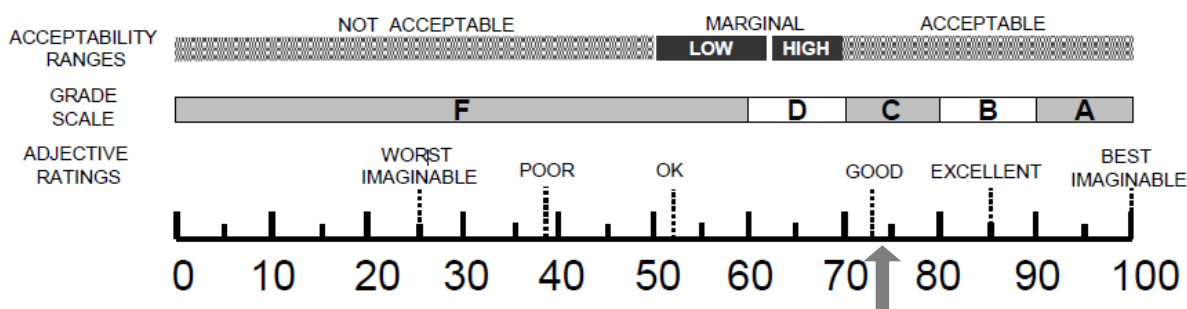 NOT ACCEPTABLE MARGINAL ACCEPTABLE
ACCEPTABILITY
RANGES
LOW HIGH
GRADE
SCALE
F D C B A
ADJECTIVE
RATINGS
WORST
IMAGINABLE
POOR
OK
GOOD
EXCELLENT
BEST
IMAGINABLE
0 10 20 30 40 50 60 70 80 90 100